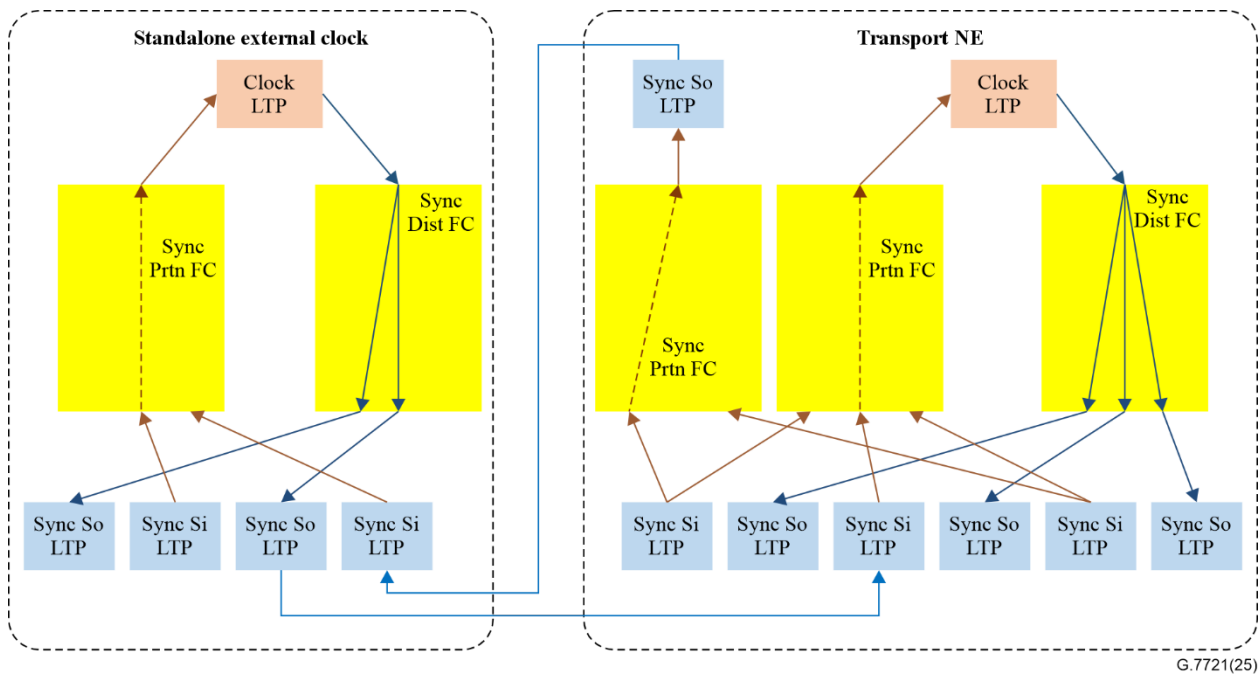 Standalone external clock
Clock
LTP
Sync
Dist FC
Sync
Prtn FC
Sync So
LTP
Sync Si
LTP
Sync So
LTP
Sync Si
LTP
Transport NE
Sync So
LTP
Clock
LTP
Sync
Dist FC
Sync
Prtn FC
Sync
Prtn FC
Sync Si
LTP
Sync So
LTP
Sync Si
LTP
Sync So
LTP
Sync Si
LTP
Sync So
LTP
G.7721(25)